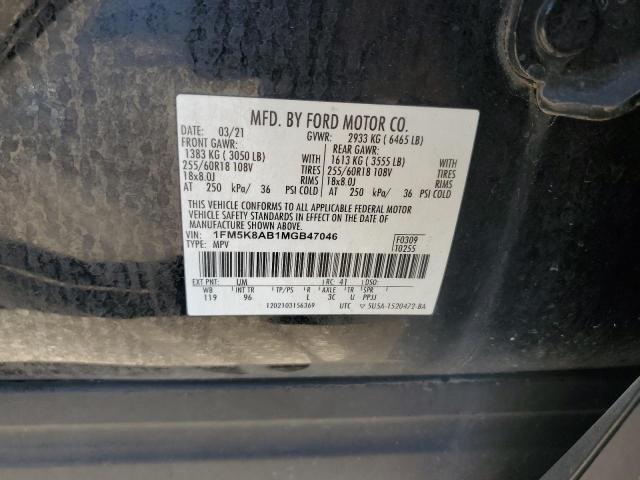 MFD. BY FORD MOTOR CO.
DATE: 03/21 GVWR: 2933 KG ( 6465 LB)
FRONT GAWR: REAR GAWR:
1383 KG ( 3050 LB) WITH 1613 KG ( 3555 LB) WITH
255/60R18 108V TIRES 255/60R18 108V TIRES
18x8.0J RIMS 18x8.0J RIMS
AT 250 kPa/ 36 PSI COLD AT 250 kPa/ 36 PSI COLD
THIS VEHICLE CONFORMS TO ALL APPLICABLE FEDERAL MOTOR
VEHICLE SAFETY STANDARDS IN EFFECT ON THE DATE OF
MANUFACTURE SHOWN ABOVE.
VIN: 1FM5K8AB1MGB47046 F0309
TYPE: MPV T0255
EXT PNT: UM RC: 41 DSO:
WB INT TR TP/PS R AXLE TR SPR
119 96 L 3C U PPJJ
1202103156369 UTC 5U5A-1520472-BA